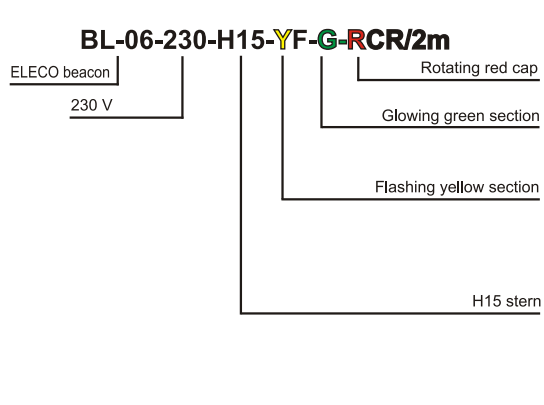 BL-06-230-H15-YF-G-RCR/2m
ELECO beacon
Rotating red cap
230 V
Glowing green section
Flashing yellow section
H15 stern